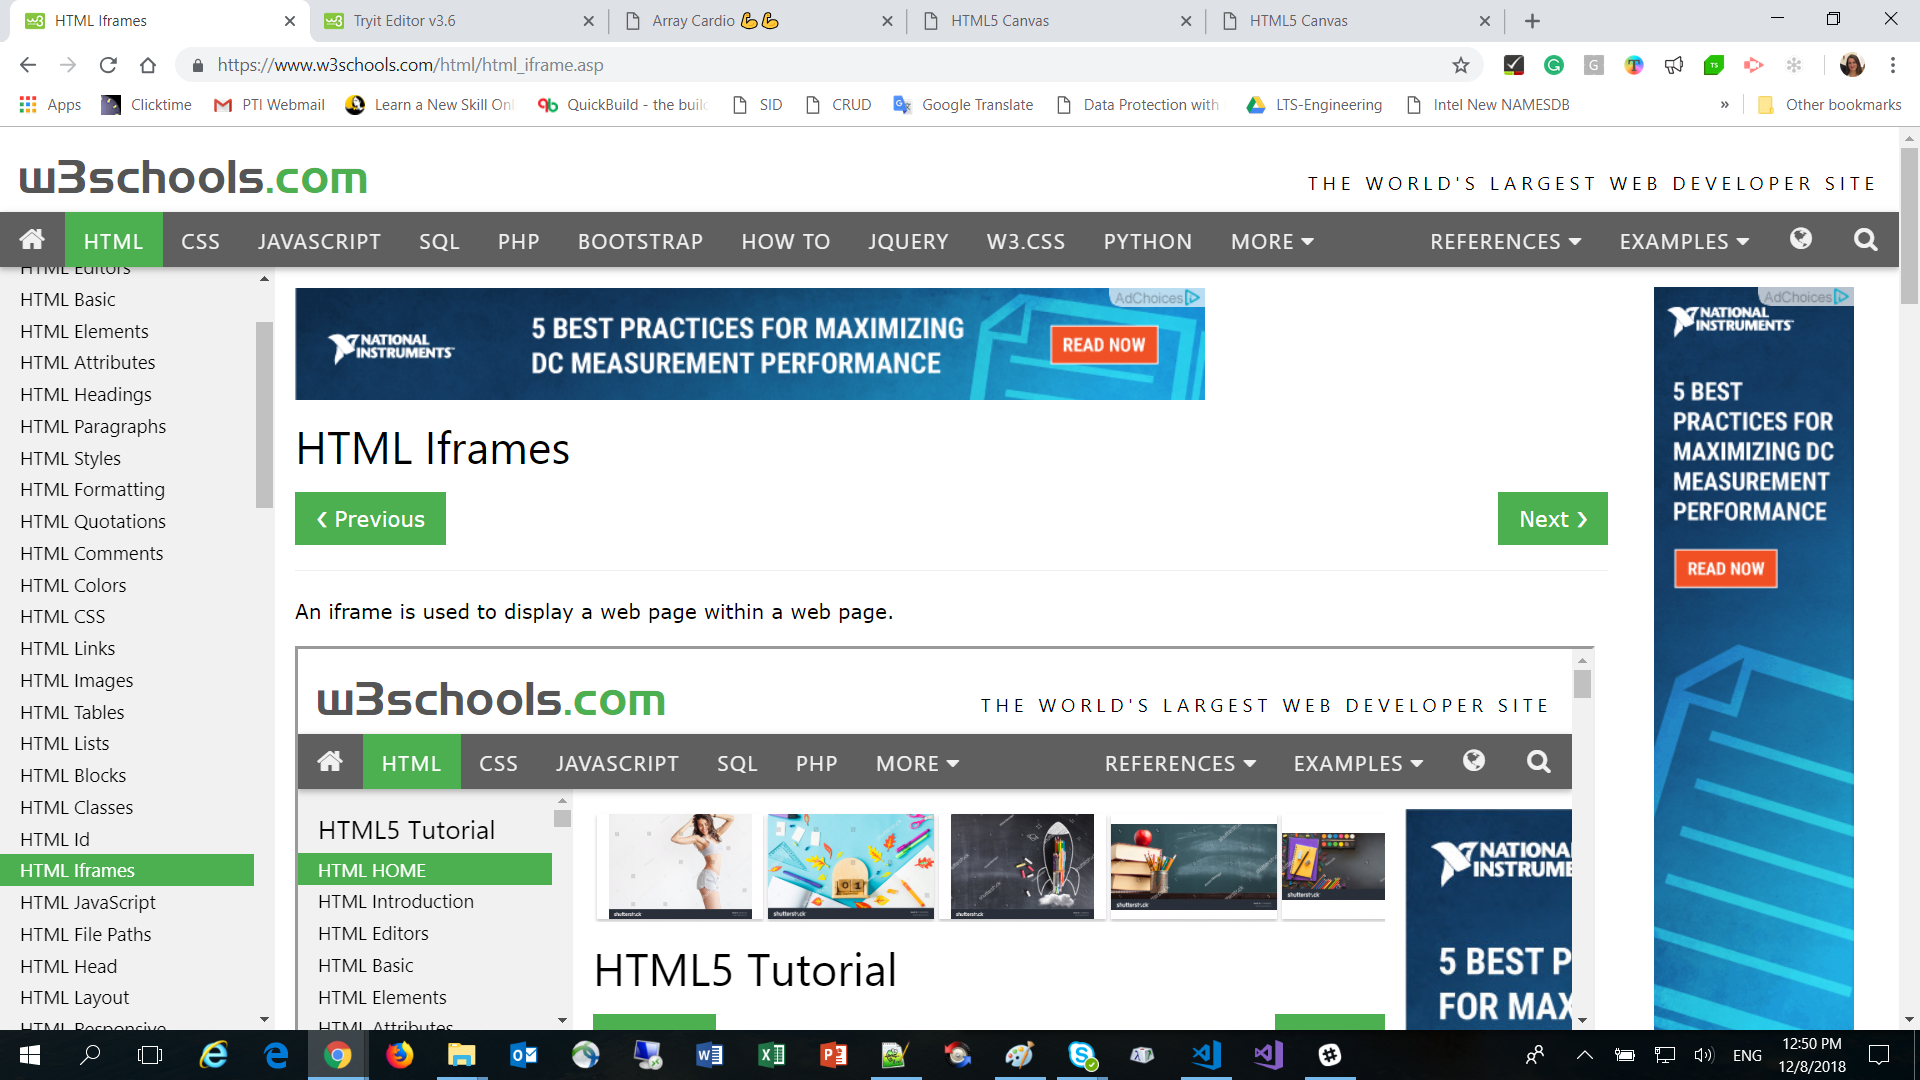 HTML Iframes
Tryit Editor v3.6
Array Cardio 💪💪
HTML5 Canvas
HTML5 Canvas
https://www.w3schools.com/html/html_iframe.asp
Apps
Clicktime
PTI Webmail
Learn a New Skill Onl
QuickBuild - the buil
SID
CRUD
Google Translate
Data Protection with
LTS-Engineering
Intel New NAMESDB
»
Other bookmarks
w3schools.com
THE WORLD'S LARGEST WEB DEVELOPER SITE
HTML
CSS
JAVASCRIPT
SQL
PHP
BOOTSTRAP
HOW TO
JQUERY
W3.CSS
PYTHON
MORE
REFERENCES
EXAMPLES
HTML Editors
HTML Basic
HTML Elements
HTML Attributes
HTML Headings
HTML Paragraphs
HTML Styles
HTML Formatting
HTML Quotations
HTML Comments
HTML Colors
HTML CSS
HTML Links
HTML Images
HTML Tables
HTML Lists
HTML Blocks
HTML Classes
HTML Id
HTML Iframes
HTML JavaScript
HTML File Paths
HTML Head
HTML Layout
HTML Responsive
AdChoices
NATIONAL
INSTRUMENTS
5 BEST PRACTICES FOR MAXIMIZING
DC MEASUREMENT PERFORMANCE
READ NOW
HTML Iframes
❮ Previous
Next ❯
An iframe is used to display a web page within a web page.
w3schools.com
THE WORLD'S LARGEST WEB DEVELOPER SITE
HTML
CSS
JAVASCRIPT
SQL
PHP
MORE
REFERENCES
EXAMPLES
HTML5 Tutorial
HTML HOME
HTML Introduction
HTML Editors
HTML Basic
HTML Elements
HTML Attributes
shutterstock
shutterstock
01
shutterstock
shutterstock
shutterstock
HTML5 Tutorial
NATIONA
INSTRUME
5 BEST P
FOR MAX
AdChoices
NATIONAL
INSTRUMENTS
5 BEST
PRACTICES FOR
MAXIMIZING DC
MEASUREMENT
PERFORMANCE
READ NOW
ENG
12:50 PM
12/8/2018